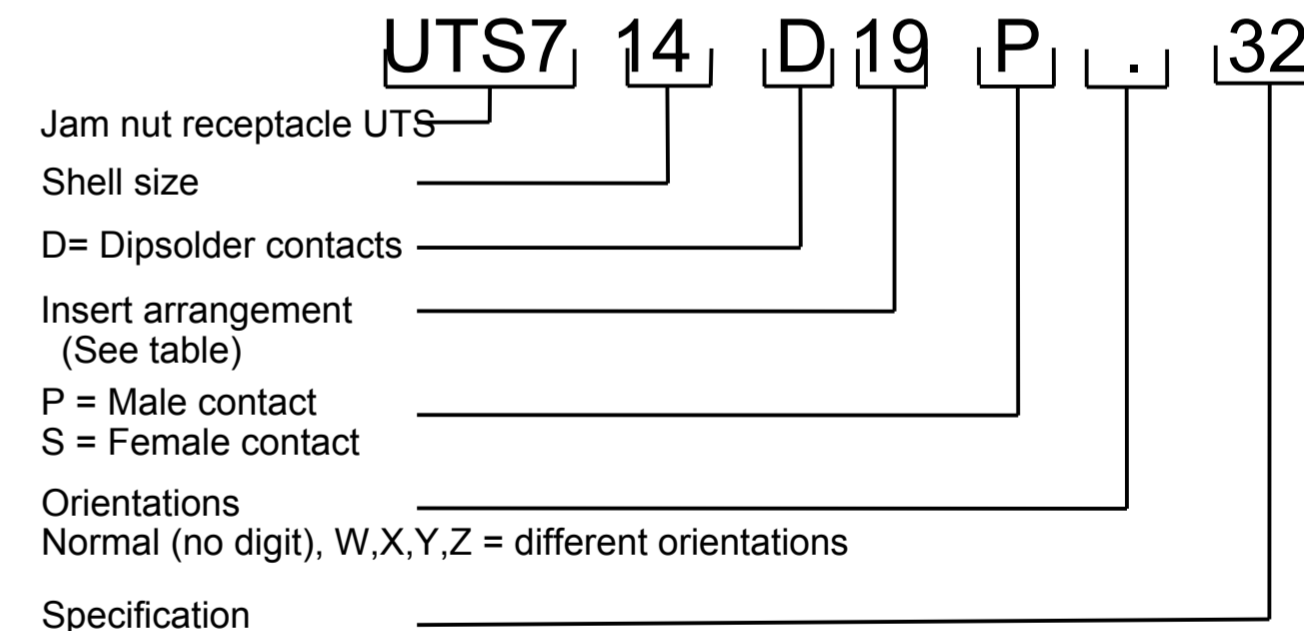 UTS7 14 D 19 P . 32
Jam nut receptacle UTS
Shell size
D= Dipsolder contacts
Insert arrangement
(See table)
P = Male contact
S = Female contact
Orientations
Normal (no digit), W,X,Y,Z = different orientations
Specification